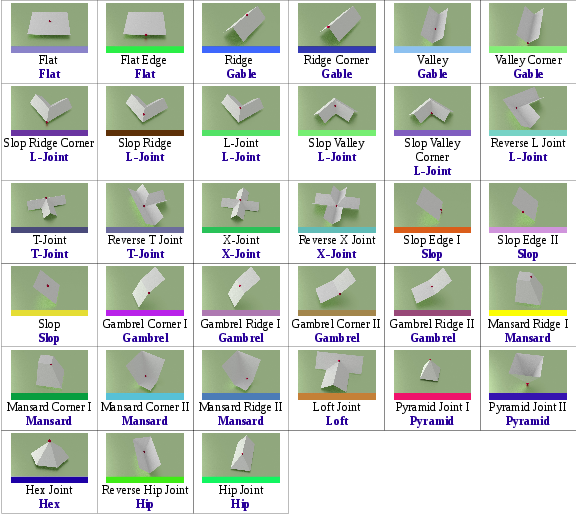 Flat
Flat
Flat Edge
Flat
Ridge
Gable
Ridge Corner
Gable
Valley
Gable
Valley Corner
Gable
Slop Ridge Corner
L-Joint
Slop Ridge
L-Joint
L-Joint
L-Joint
Slop Valley
L-Joint
Slop Valley
Corner
L-Joint
Reverse L Joint
L-Joint
T-Joint
T-Joint
Reverse T Joint
T-Joint
X-Joint
X-Joint
Reverse X Joint
X-Joint
Slop Edge I
Slop
Slop Edge II
Slop
Slop
Slop
Gambrel Corner I
Gambrel
Gambrel Ridge I
Gambrel
Gambrel Corner II
Gambrel
Gambrel Ridge II
Gambrel
Mansard Ridge I
Mansard
Mansard Corner I
Mansard
Mansard Corner II
Mansard
Mansard Ridge II
Mansard
Loft Joint
Loft
Pyramid Joint I
Pyramid
Pyramid Joint II
Pyramid
Hex Joint
Hex
Reverse Hip Joint
Hip
Hip Joint
Hip